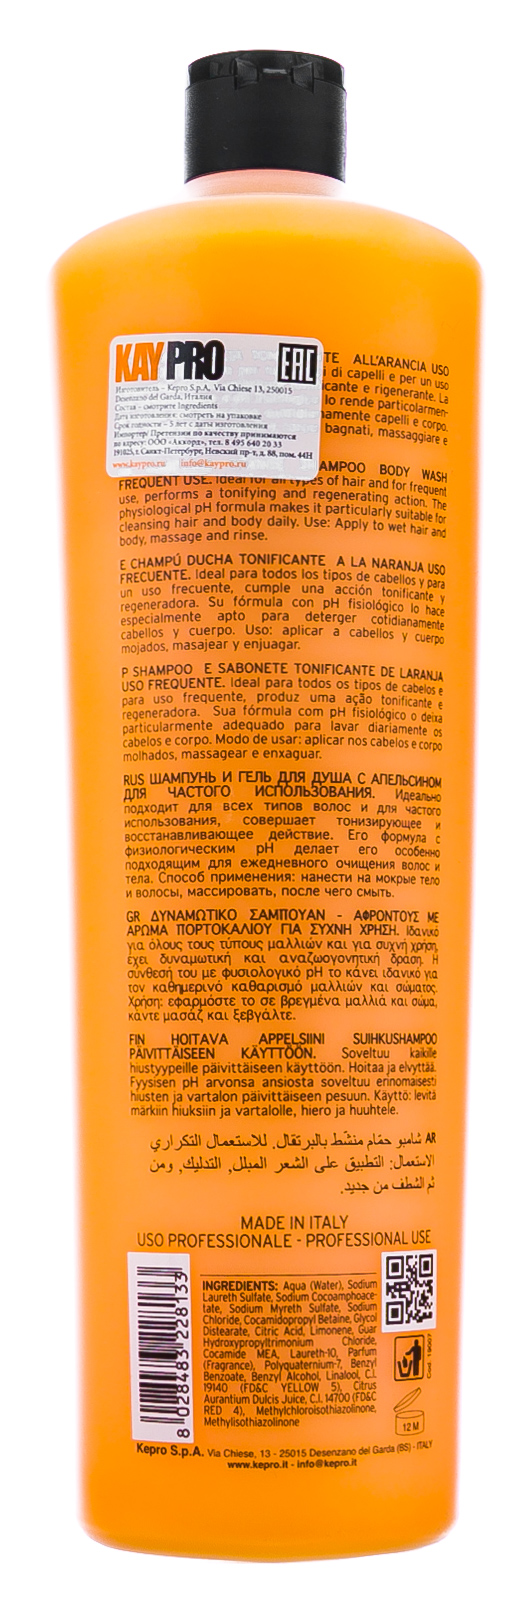 KAYPRO EAC
Изготовитель – Kepro S.p.A, Via Chiese 13, 250015
Desenzano del Garda, Италия
Состав - смотрите Ingredients
Дата изготовления: смотреть на упаковке
Срок годности – 5 лет с даты изготовления
Импортер/ Претензии по качеству принимаются
по адресу: ООО «Аккорд», тел. 8 495 640 20 33
191025, г. Санкт-Петербург, Невский пр-т, д. 88, пом. 44Н
www.kaypro.ru info@kaypro.ru
TE ALL'ARANCIA USO
di capelli e per un uso
icante e rigenerante. La
lo rende particolarmen-
namente capelli e corpo.
bagnati, massaggiare e
AMPOO BODY WASH
FREQUENT USE. Ideal for all types of hair and for frequent
use, performs a tonifying and regenerating action. The
physiological pH formula makes it particularly suitable for
cleansing hair and body daily. Use: Apply to wet hair and
body, massage and rinse.
E CHAMPÚ DUCHA TONIFICANTE A LA NARANJA USO
FRECUENTE. Ideal para todos los tipos de cabellos y para
un uso frecuente, cumple una acción tonificante y
regeneradora. Su fórmula con pH fisiológico lo hace
especialmente apto para deterger cotidianamente
cabellos y cuerpo. Uso: aplicar a cabellos y cuerpo
mojados, masajear y enjuagar.
P SHAMPOO E SABONETE TONIFICANTE DE LARANJA
USO FREQUENTE. Ideal para todos os tipos de cabelos e
para uso frequente, produz uma ação tonificante e
regeneradora. Sua fórmula com pH fisiológico o deixa
particularmente adequado para lavar diariamente os
cabelos e corpo. Modo de usar: aplicar nos cabelos e corpo
molhados, massagear e enxaguar.
RUS ШАМПУНЬ И ГЕЛЬ ДЛЯ ДУША С АПЕЛЬСИНОМ
ДЛЯ ЧАСТОГО ИСПОЛЬЗОВАНИЯ. Идеально
подходит для всех типов волос и для частого
использования, совершает тонизирующее и
восстанавливающее действие. Его формула с
физиологическим pH делает его особенно
подходящим для ежедневного очищения волос и
тела. Способ применения: нанести на мокрые тело
и волосы, массировать, после чего смыть.
GR ΔΥΝΑΜΩΤΙΚΟ ΣΑΜΠΟΥΑΝ - ΑΦΡΟΝΤΟΥΣ ΜΕ
ΑΡΩΜΑ ΠΟΡΤΟΚΑΛΙΟΥ ΓΙΑ ΣΥΧΝΗ ΧΡΗΣΗ. Ιδανικό
για όλους τους τύπους μαλλιών και για συχνή χρήση,
έχει δυναμωτική και αναζωογονητική δράση. Η
σύνθεσή του με φυσιολογικό pH το κάνει ιδανικό για
τον καθημερινό καθαρισμό μαλλιών και σώματος.
Χρήση: εφαρμόστε το σε βρεγμένα μαλλιά και σώμα,
κάντε μασάζ και ξεβγάλτε.
FIN HOITAVA APPELSIINI SUIHKUSHAMPOO
PÄIVITTÄISEEN KÄYTTÖÖN. Soveltuu kaikille
hiustyypeille päivittäiseen käyttöön. Hoitaa ja elvyttää.
Fyysisen pH arvonsa ansiosta soveltuu erinomaisesti
hiusten ja vartalon päivittäiseen pesuun. Käyttö: levitä
märkiin hiuksiin ja vartalolle, hiero ja huuhtele.
AR شامبو حمّام منشّط بالبرتقال. للاستعمال التكراري
الاستعمال: التطبيق على الشعر المبلل, التدليك, ومن
ثم الشطف من جديد.
MADE IN ITALY
USO PROFESSIONALE - PROFESSIONAL USE
8 028483 228133
INGREDIENTS: Aqua (Water), Sodium
Laureth Sulfate, Sodium Cocoamphoace-
tate, Sodium Myreth Sulfate, Sodium
Chloride, Cocamidopropyl Betaine, Glycol
Distearate, Citric Acid, Limonene, Guar
Hydroxypropyltrimonium Chloride,
Cocamide MEA, Laureth-10, Parfum
(Fragrance), Polyquaternium-7, Benzyl
Benzoate, Benzyl Alcohol, Linalool, C.I.
19140 (FD&C YELLOW 5), Citrus
Aurantium Dulcis Juice, C.I. 14700 (FD&C
RED 4), Methylchloroisothiazolinone,
Methylisothiazolinone
Cod. 19007
12 M
Kepro S.p.A. Via Chiese, 13 - 25015 Desenzano del Garda (BS) - ITALY
www.kepro.it - info@kepro.it